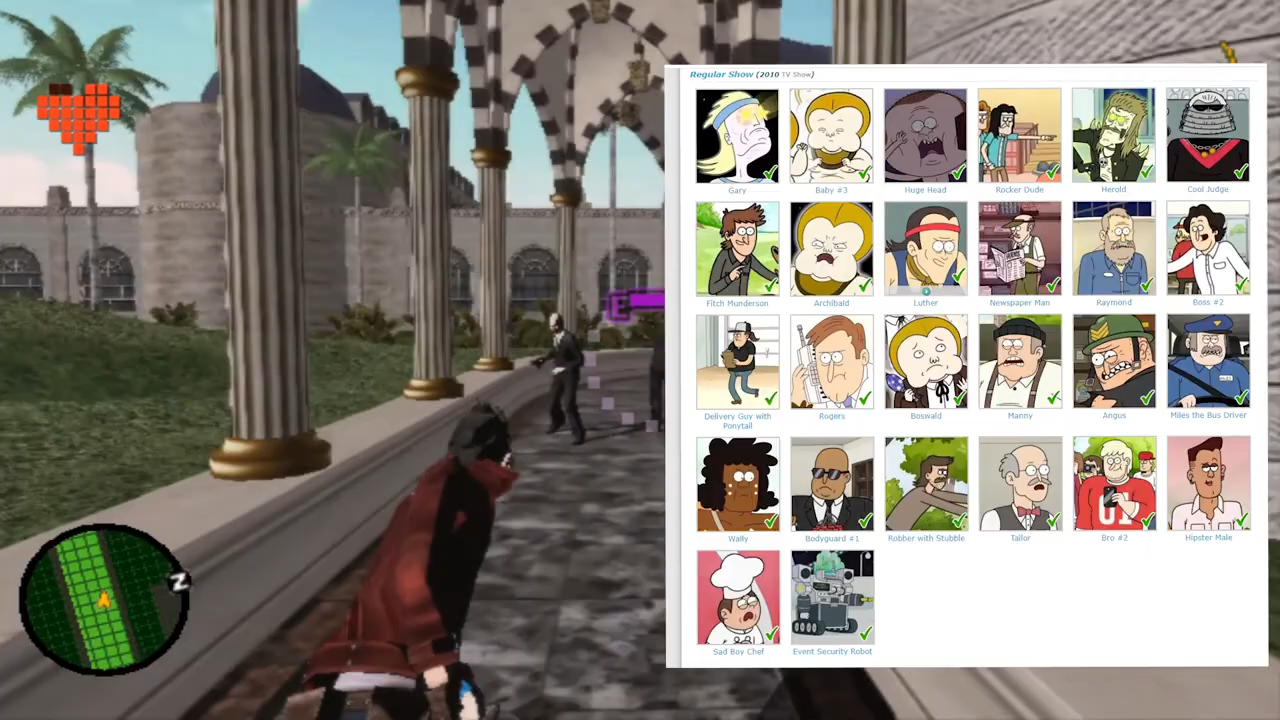 Regular Show (2010 TV Show)
Gary
Baby #3
Huge Head
Rocker Dude
Herold
Cool Judge
Fitch Munderson
Archibald
Luther
Newspaper Man
Raymond
Boss #2
Delivery Guy with
Ponytail
Rogers
Boswald
Manny
Angus
Miles the Bus Driver
Wally
Bodyguard #1
Robber with Stubble
Tailor
Bro #2
Hipster Male
Sad Boy Chef
Event Security Robot
01
Z